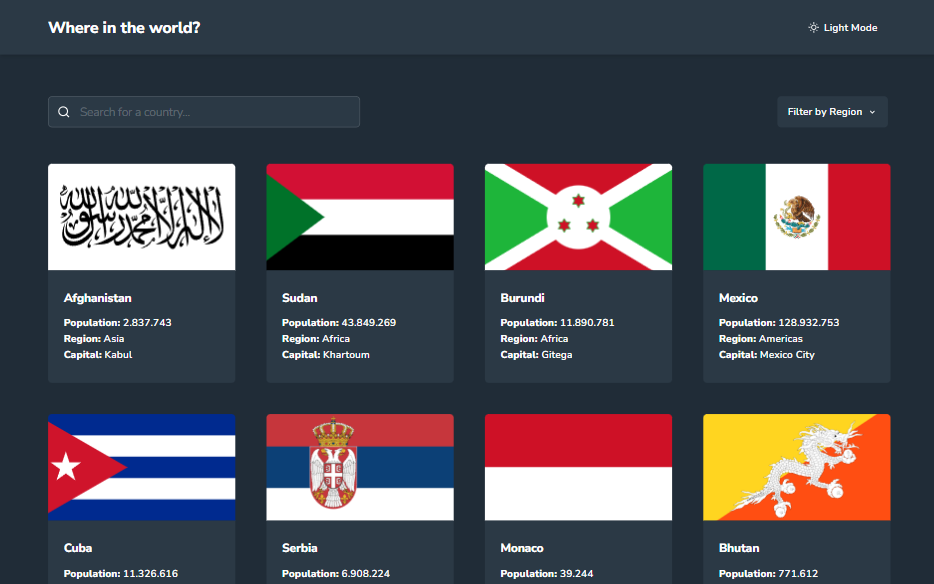 Where in the world?
Light Mode
Search for a country...
Filter by Region
لا إله إلا الله محمد رسول الله
Afghanistan
Population: 2.837.743
Region: Asia
Capital: Kabul
Sudan
Population: 43.849.269
Region: Africa
Capital: Khartoum
Burundi
Population: 11.890.781
Region: Africa
Capital: Gitega
Mexico
Population: 128.932.753
Region: Americas
Capital: Mexico City
Cuba
Population: 11.326.616
Serbia
Population: 6.908.224
Monaco
Population: 39.244
Bhutan
Population: 771.612